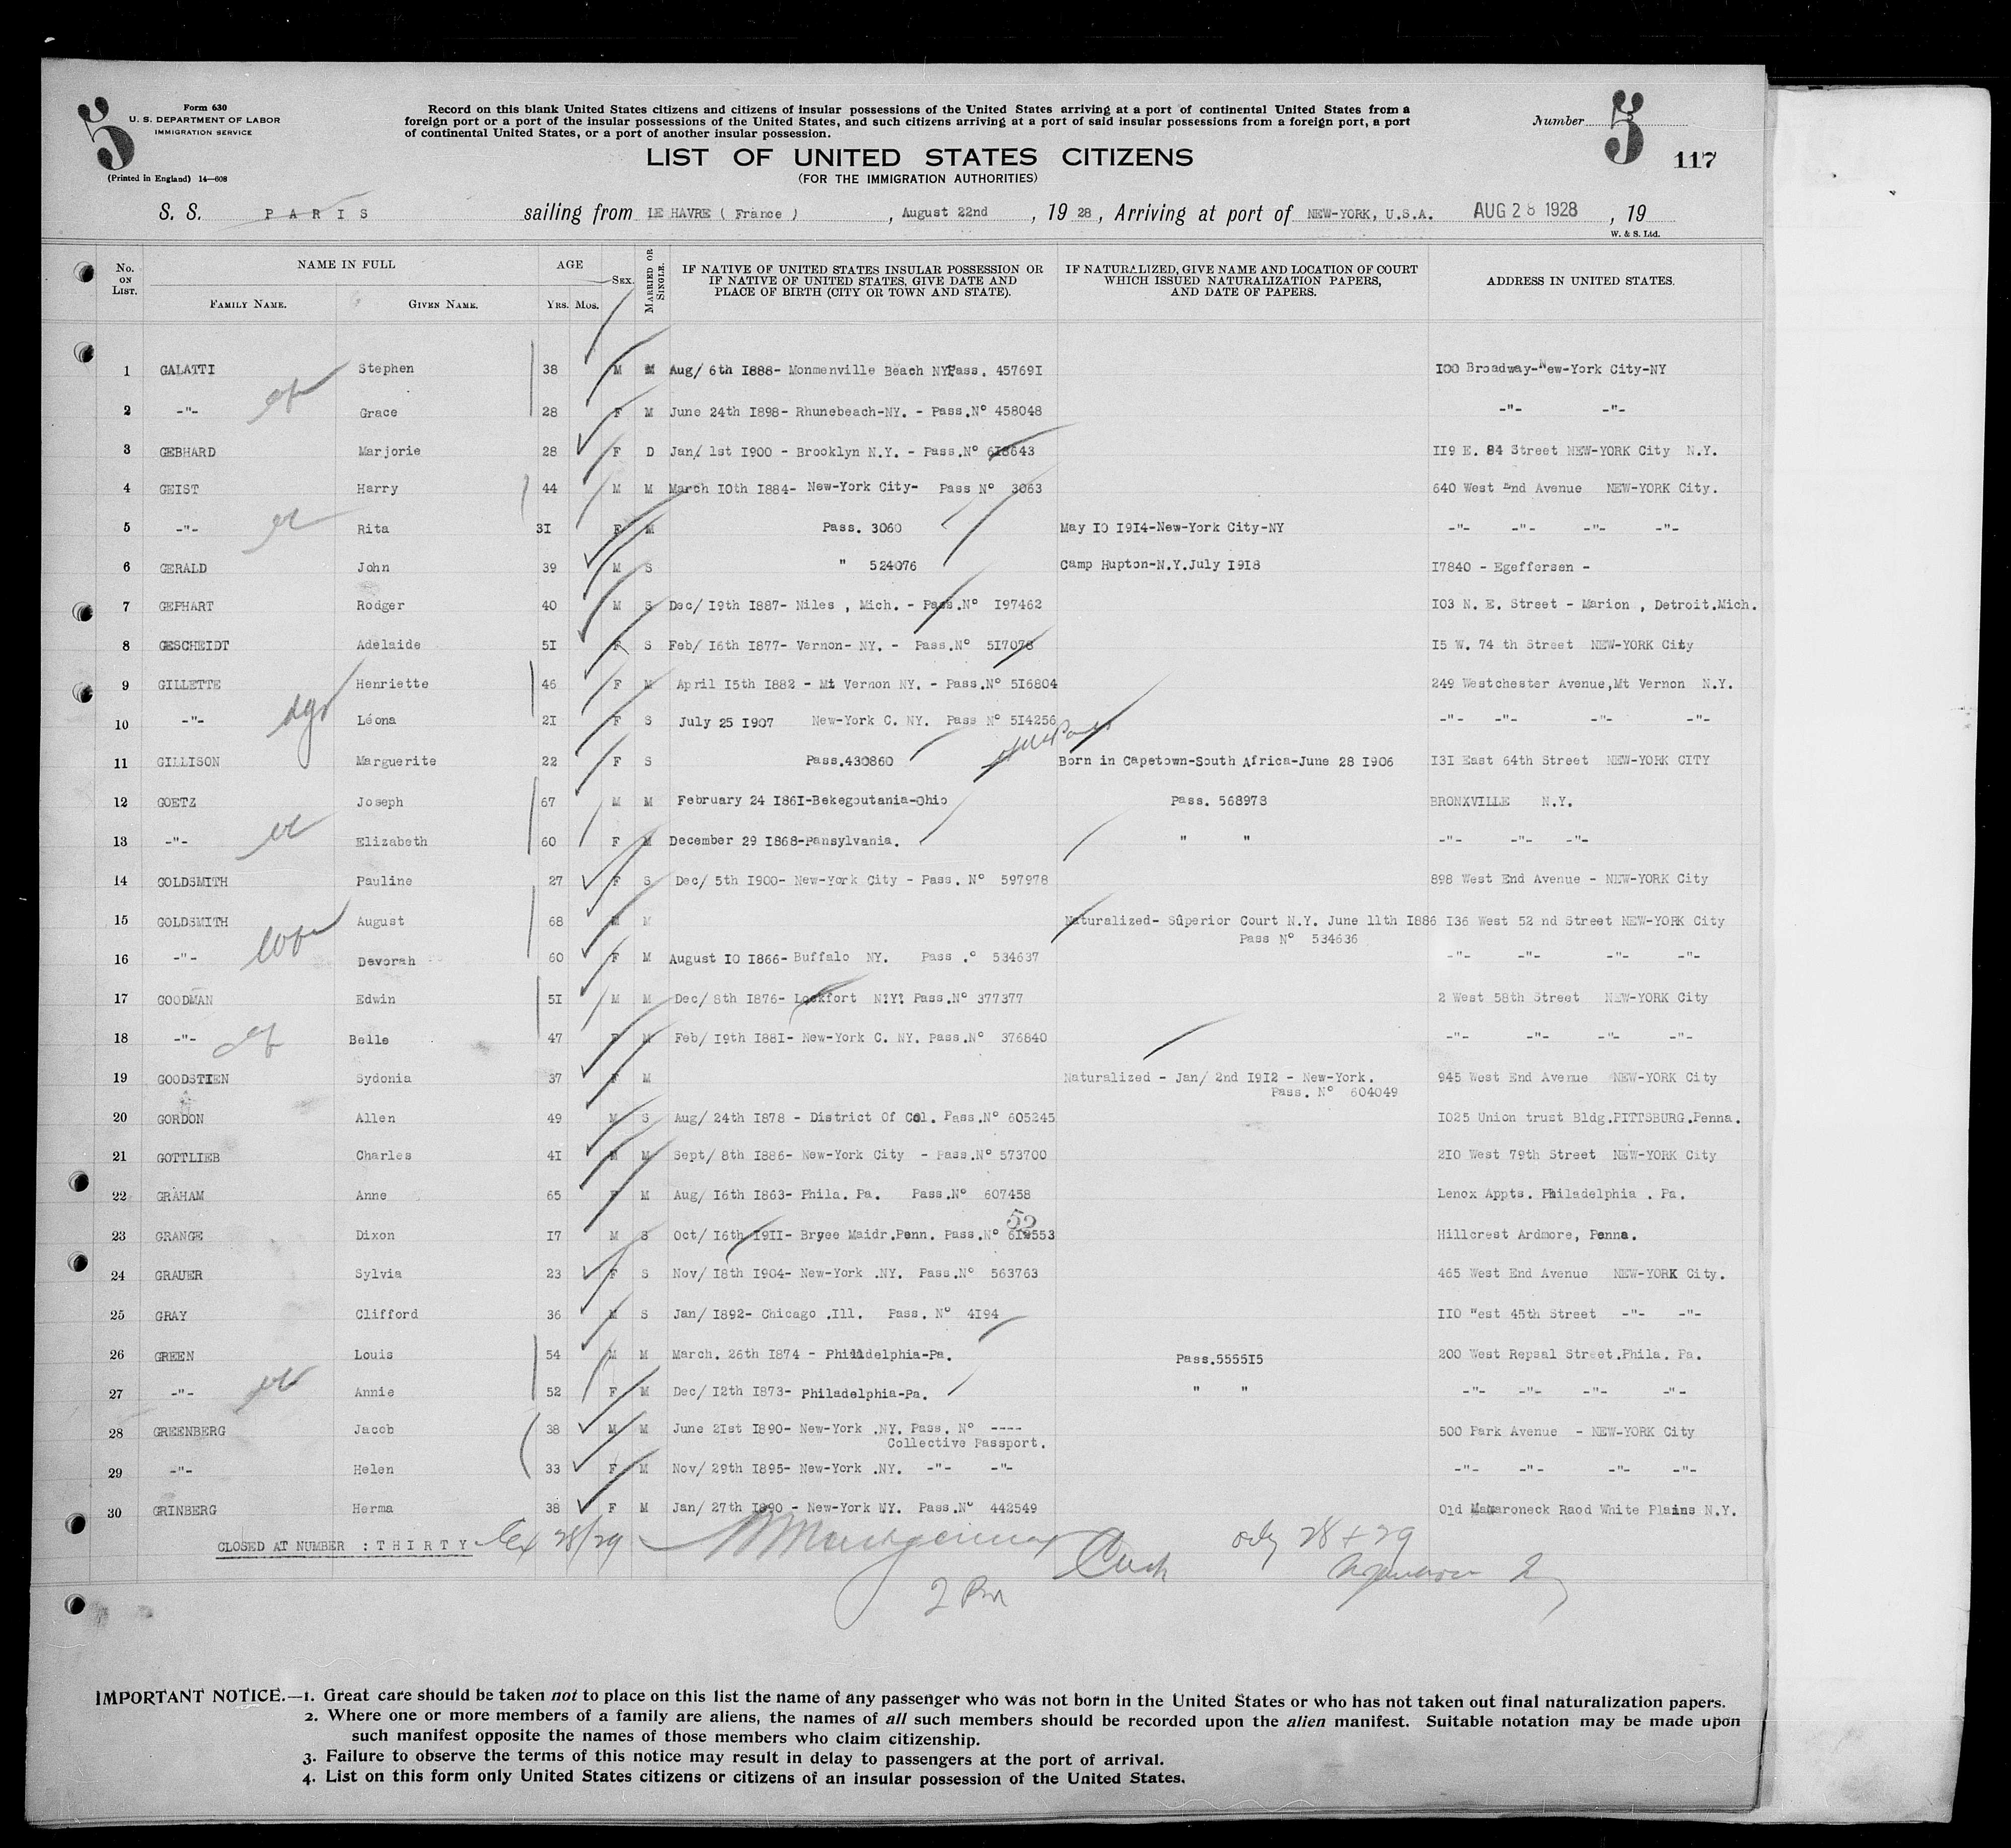 5
Form 630
U. S. DEPARTMENT OF LABOR
IMMIGRATION SERVICE
(Printed in England) 14—608
Record on this blank United States citizens and citizens of insular possessions of the United States arriving at a port of continental United States from a
foreign port or a port of the insular possessions of the United States, and such citizens arriving at a port of said insular possessions from a foreign port, a port
of continental United States, or a port of another insular possession.
Number 5
117
LIST OF UNITED STATES CITIZENS
(FOR THE IMMIGRATION AUTHORITIES)
S. S. PARIS sailing from LE HAVRE ( France ) , August 22nd , 19 28 , Arriving at port of NEW-YORK, U.S.A. AUG 28 1928 , 19
W. & S. Ltd.
No. on List. NAME IN FULL AGE Sex. Married or Single. IF NATIVE OF UNITED STATES INSULAR POSSESSION OR IF NATIVE OF UNITED STATES, GIVE DATE AND PLACE OF BIRTH (CITY OR TOWN AND STATE). IF NATURALIZED, GIVE NAME AND LOCATION OF COURT WHICH ISSUED NATURALIZATION PAPERS, AND DATE OF PAPERS. ADDRESS IN UNITED STATES.
Family Name. Given Name. Yrs. Mos.
1 GALATTI Stephen 38 M M Aug/ 6th 1888- Monmenville Beach NY Pass. 457691 100 Broadway-New-York City-NY
2 -"- Grace 28 F M June 24th 1898- Rhunebeach-NY. - Pass.N° 458048 -"- -"-
3 GEBHARD Marjorie 28 F D Jan/ 1st 1900 - Brooklyn N.Y. - Pass.N° 618643 119 E. 84 Street NEW-YORK City N.Y.
4 GEIST Harry 44 M M March 10th 1884- New-York City- Pass N° 3063 640 West End Avenue NEW-YORK City.
5 -"- Rita 31 F M Pass. 3060 May 10 1914-New-York City-NY -"- -"- -"- -"-
6 GERALD John 39 M S " 524076 Camp Hupton-N.Y.July 1918 17840 - Egeffersen -
7 GEPHART Rodger 40 M S Dec/ 19th 1887- Niles , Mich. - Pass.N° 197462 103 N. E. Street - Marion , Detroit.Mich.
8 GESCHEIDT Adelaide 51 F S Feb/ 16th 1877- Vernon- NY. - Pass.N° 517078 15 W. 74 th Street NEW-YORK City
9 GILLETTE Henriette 46 F M April 15th 1882 - Mt Vernon NY. - Pass.N° 516804 249 Westchester Avenue,Mt Vernon N.Y.
10 -"- Léona 21 F S July 25 1907 New-York C. NY. Pass N° 514256 -"- -"- -"- -"-
11 GILLISON Marguerite 22 F S Pass.430860 Born in Capetown-South Africa-June 28 1906 131 East 64th Street NEW-YORK CITY
12 GOETZ Joseph 67 M M February 24 1861-Bekegoutania-Ohio Pass. 568978 BRONXVILLE N.Y.
13 -"- Elizabeth 60 F M December 29 1868-Pansylvania. " " -"- -"- -"-
14 GOLDSMITH Pauline 27 F S Dec/ 5th 1900- New-York City - Pass. N° 597978 898 West End Avenue - NEW-YORK City
15 GOLDSMITH August 68 M M Naturalized- Sûperior Court N.Y. June 11th 1886 136 West 52 nd Street NEW-YORK City
Pass N° 534636
16 -"- Devorah 60 F M August 10 1866- Buffalo NY. Pass .° 534637 -"- -"- -"- -"-
17 GOODMAN Edwin 51 M M Dec/ 8th 1876- Lockfort N.Y. Pass.N° 377377 2 West 58th Street NEW-YORK City
18 -"- Belle 47 F M Feb/ 19th 1881- New-York C. NY. Pass.N° 376840 -"- -"- -"- -"-
19 GOODSTIEN Sydonia 37 F M Naturalized - Jan/ 2nd 1912 - New-York. 945 West End Avenue NEW-YORK City
Pass. N° 604049
20 GORDON Allen 49 M S Aug/ 24th 1878 - District Of Col. Pass.N° 605245 1025 Union trust Bldg.PITTSBURG.Penna.
21 GOTTLIEB Charles 41 M M Sept/ 8th 1886- New-York City - Pass.N° 573700 210 West 79th Street NEW-YORK City
22 GRAHAM Anne 65 F M Aug/ 16th 1863- Phila. Pa. Pass.N° 607458 Lenox Appts. Philadelphia . Pa.
52
23 GRANGE Dixon 17 M S Oct/ 16th 1911- Bryee Maidr.Penn. Pass.N° Hillcrest Ardmore, Penna.
24 GRAUER Sylvia 23 F S Nov/ 18th 1904- New-York .NY. Pass.N° 563763 465 West End Avenue NEW-YORK City.
25 GRAY Clifford 36 M S Jan/ 1892- Chicago .Ill. Pass. N° 4194 110 West 45th Street -"- -"-
26 GREEN Louis 54 M M March. 26th 1874 - Philadelphia-Pa. Pass.555515 200 West Repsal Street.Phila. Pa.
27 -"- Annie 52 F M Dec/ 12th 1873- Philadelphia-Pa. " " -"- -"- -"- -"-
28 GREENBERG Jacob 38 M M June 21st 1890- New-York .NY. Pass. N° ---- 500 Park Avenue - NEW-YORK City
Collective Passport.
29 -"- Helen 33 F M Nov/ 29th 1895- New-York .NY. -"- -"- -"- -"- -"- -"-
30 GRINBERG Herma 38 F M Jan/ 27th 1890 - New-York NY. Pass.N° 442549 Old Mamaroneck Raod White Plains N.Y.
CLOSED AT NUMBER : THIRTY 28/29 only 28 + 29
IMPORTANT NOTICE.—1. Great care should be taken not to place on this list the name of any passenger who was not born in the United States or who has not taken out final naturalization papers.
2. Where one or more members of a family are aliens, the names of all such members should be recorded upon the alien manifest. Suitable notation may be made upon
such manifest opposite the names of those members who claim citizenship.
3. Failure to observe the terms of this notice may result in delay to passengers at the port of arrival.
4. List on this form only United States citizens or citizens of an insular possession of the United States.